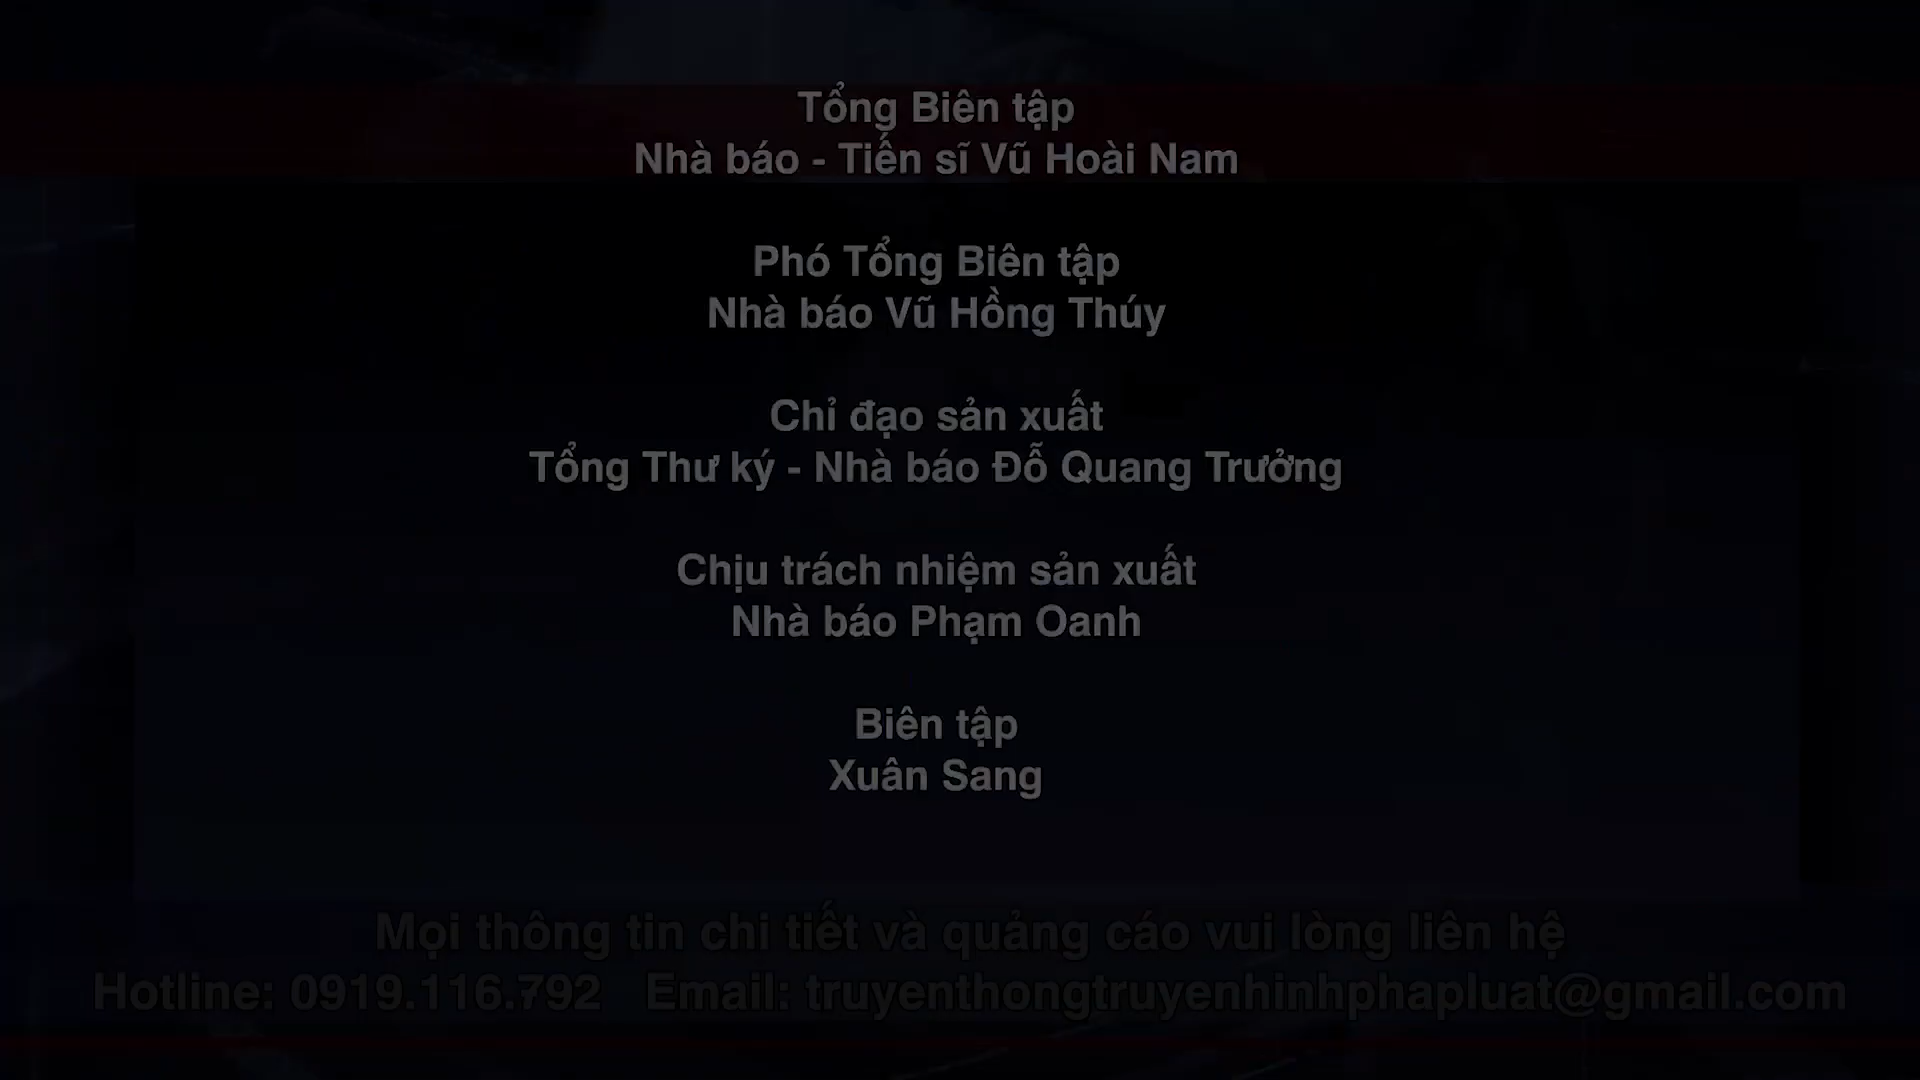 Tổng Biên tập
Nhà báo - Tiến sĩ Vũ Hoài Nam
Phó Tổng Biên tập
Nhà báo Vũ Hồng Thúy
Chỉ đạo sản xuất
Tổng Thư ký - Nhà báo Đỗ Quang Trưởng
Chịu trách nhiệm sản xuất
Nhà báo Phạm Oanh
Biên tập
Xuân Sang
Mọi thông tin chi tiết và quảng cáo vui lòng liên hệ
Hotline: 0919.116.792 Email: truyenthongtruyenhinhphapluat@gmail.com